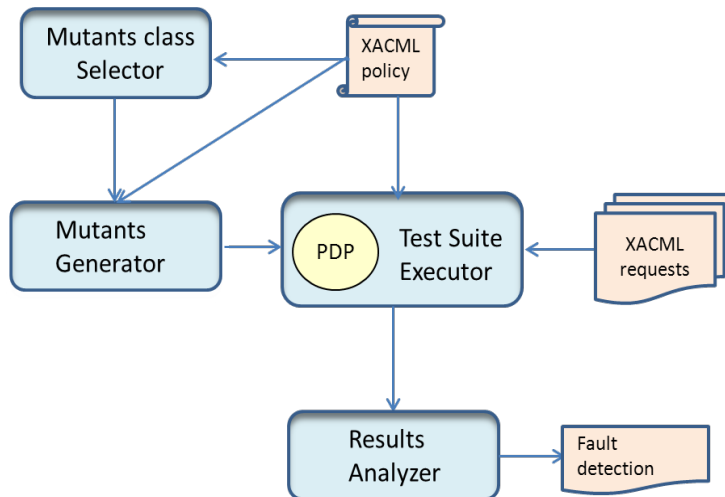 Mutants class
Selector
XACML
policy
Mutants
Generator
PDP
Test Suite
Executor
XACML
requests
Results
Analyzer
Fault
detection